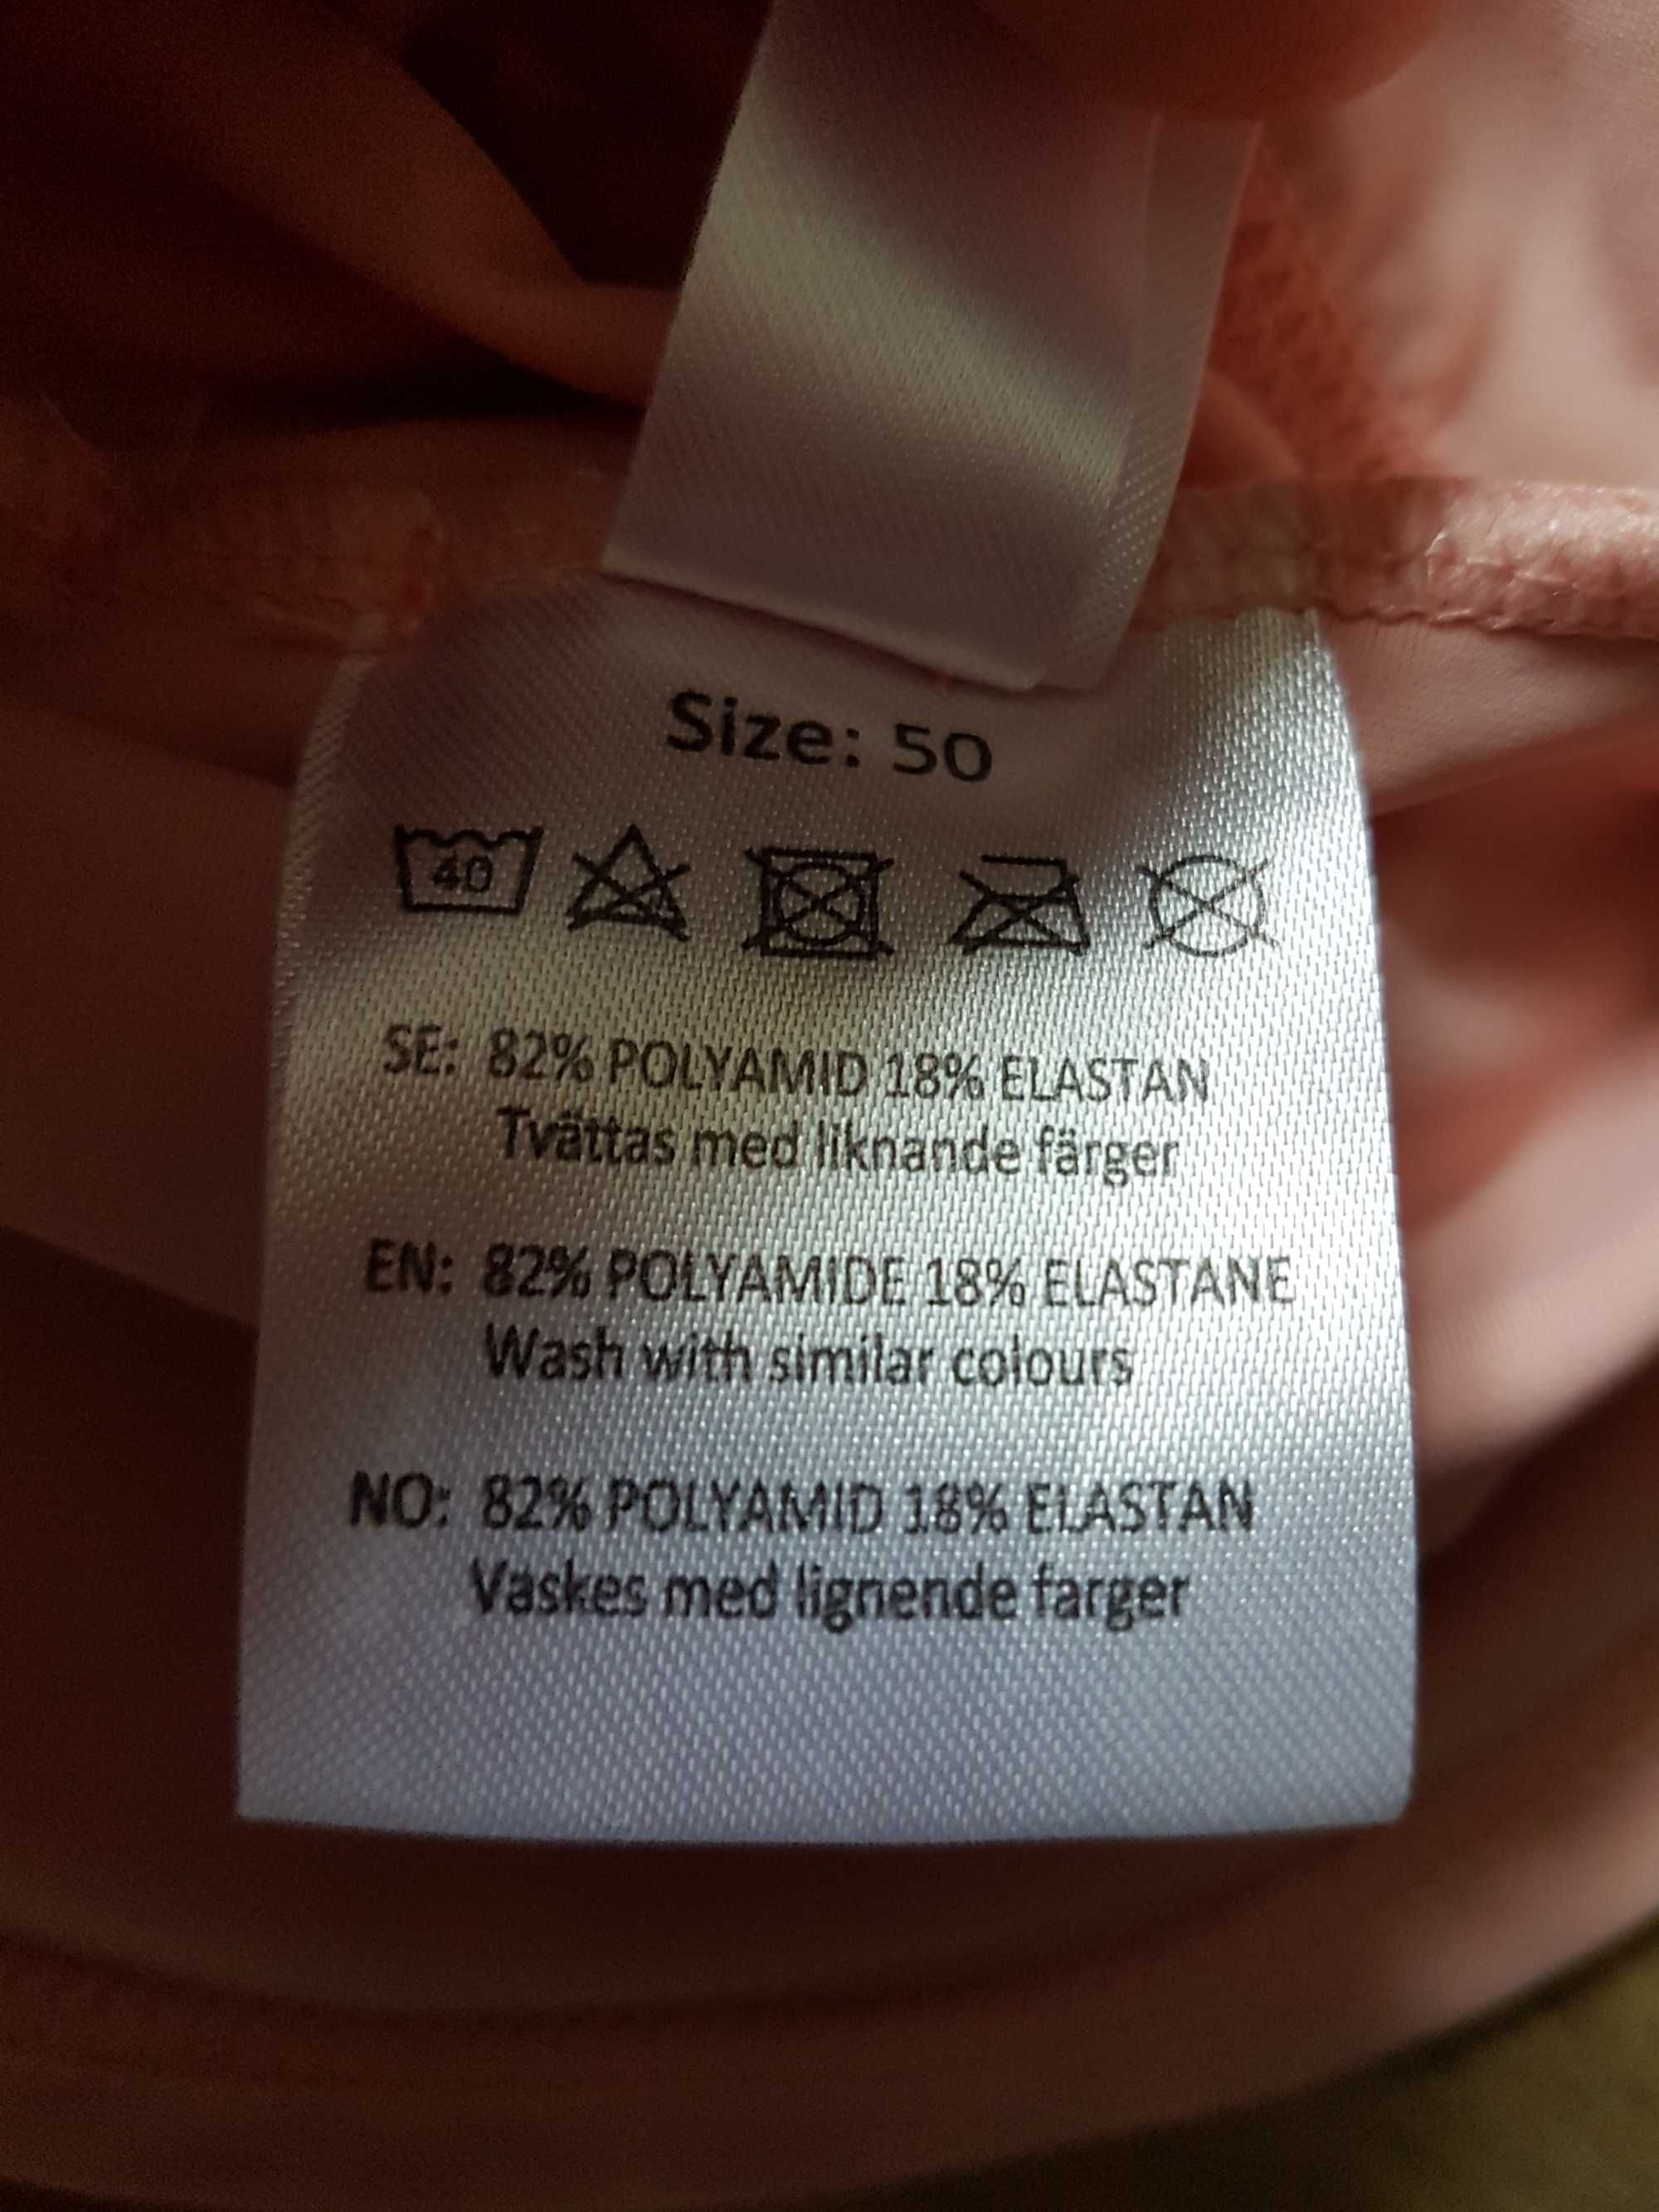 Size: 50
40
SE: 82% POLYAMID 18% ELASTAN
Tvättas med liknande färger
EN: 82% POLYAMIDE 18% ELASTANE
Wash with similar colours
NO: 82% POLYAMID 18% ELASTAN
Vaskes med lignende farger